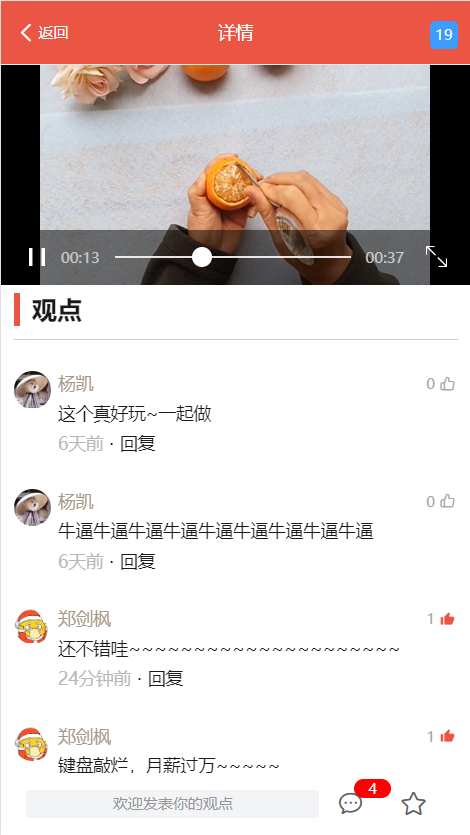 返回
详情
19
00:13
00:37
观点
杨凯
0
这个真好玩~一起做
6天前 · 回复
杨凯
0
牛逼牛逼牛逼牛逼牛逼牛逼牛逼牛逼牛逼
6天前 · 回复
郑剑枫
1
还不错哇~~~~~~~~~~~~~~~~~~~~~
24分钟前 · 回复
郑剑枫
1
键盘敲烂，月薪过万~~~~~
欢迎发表你的观点
4